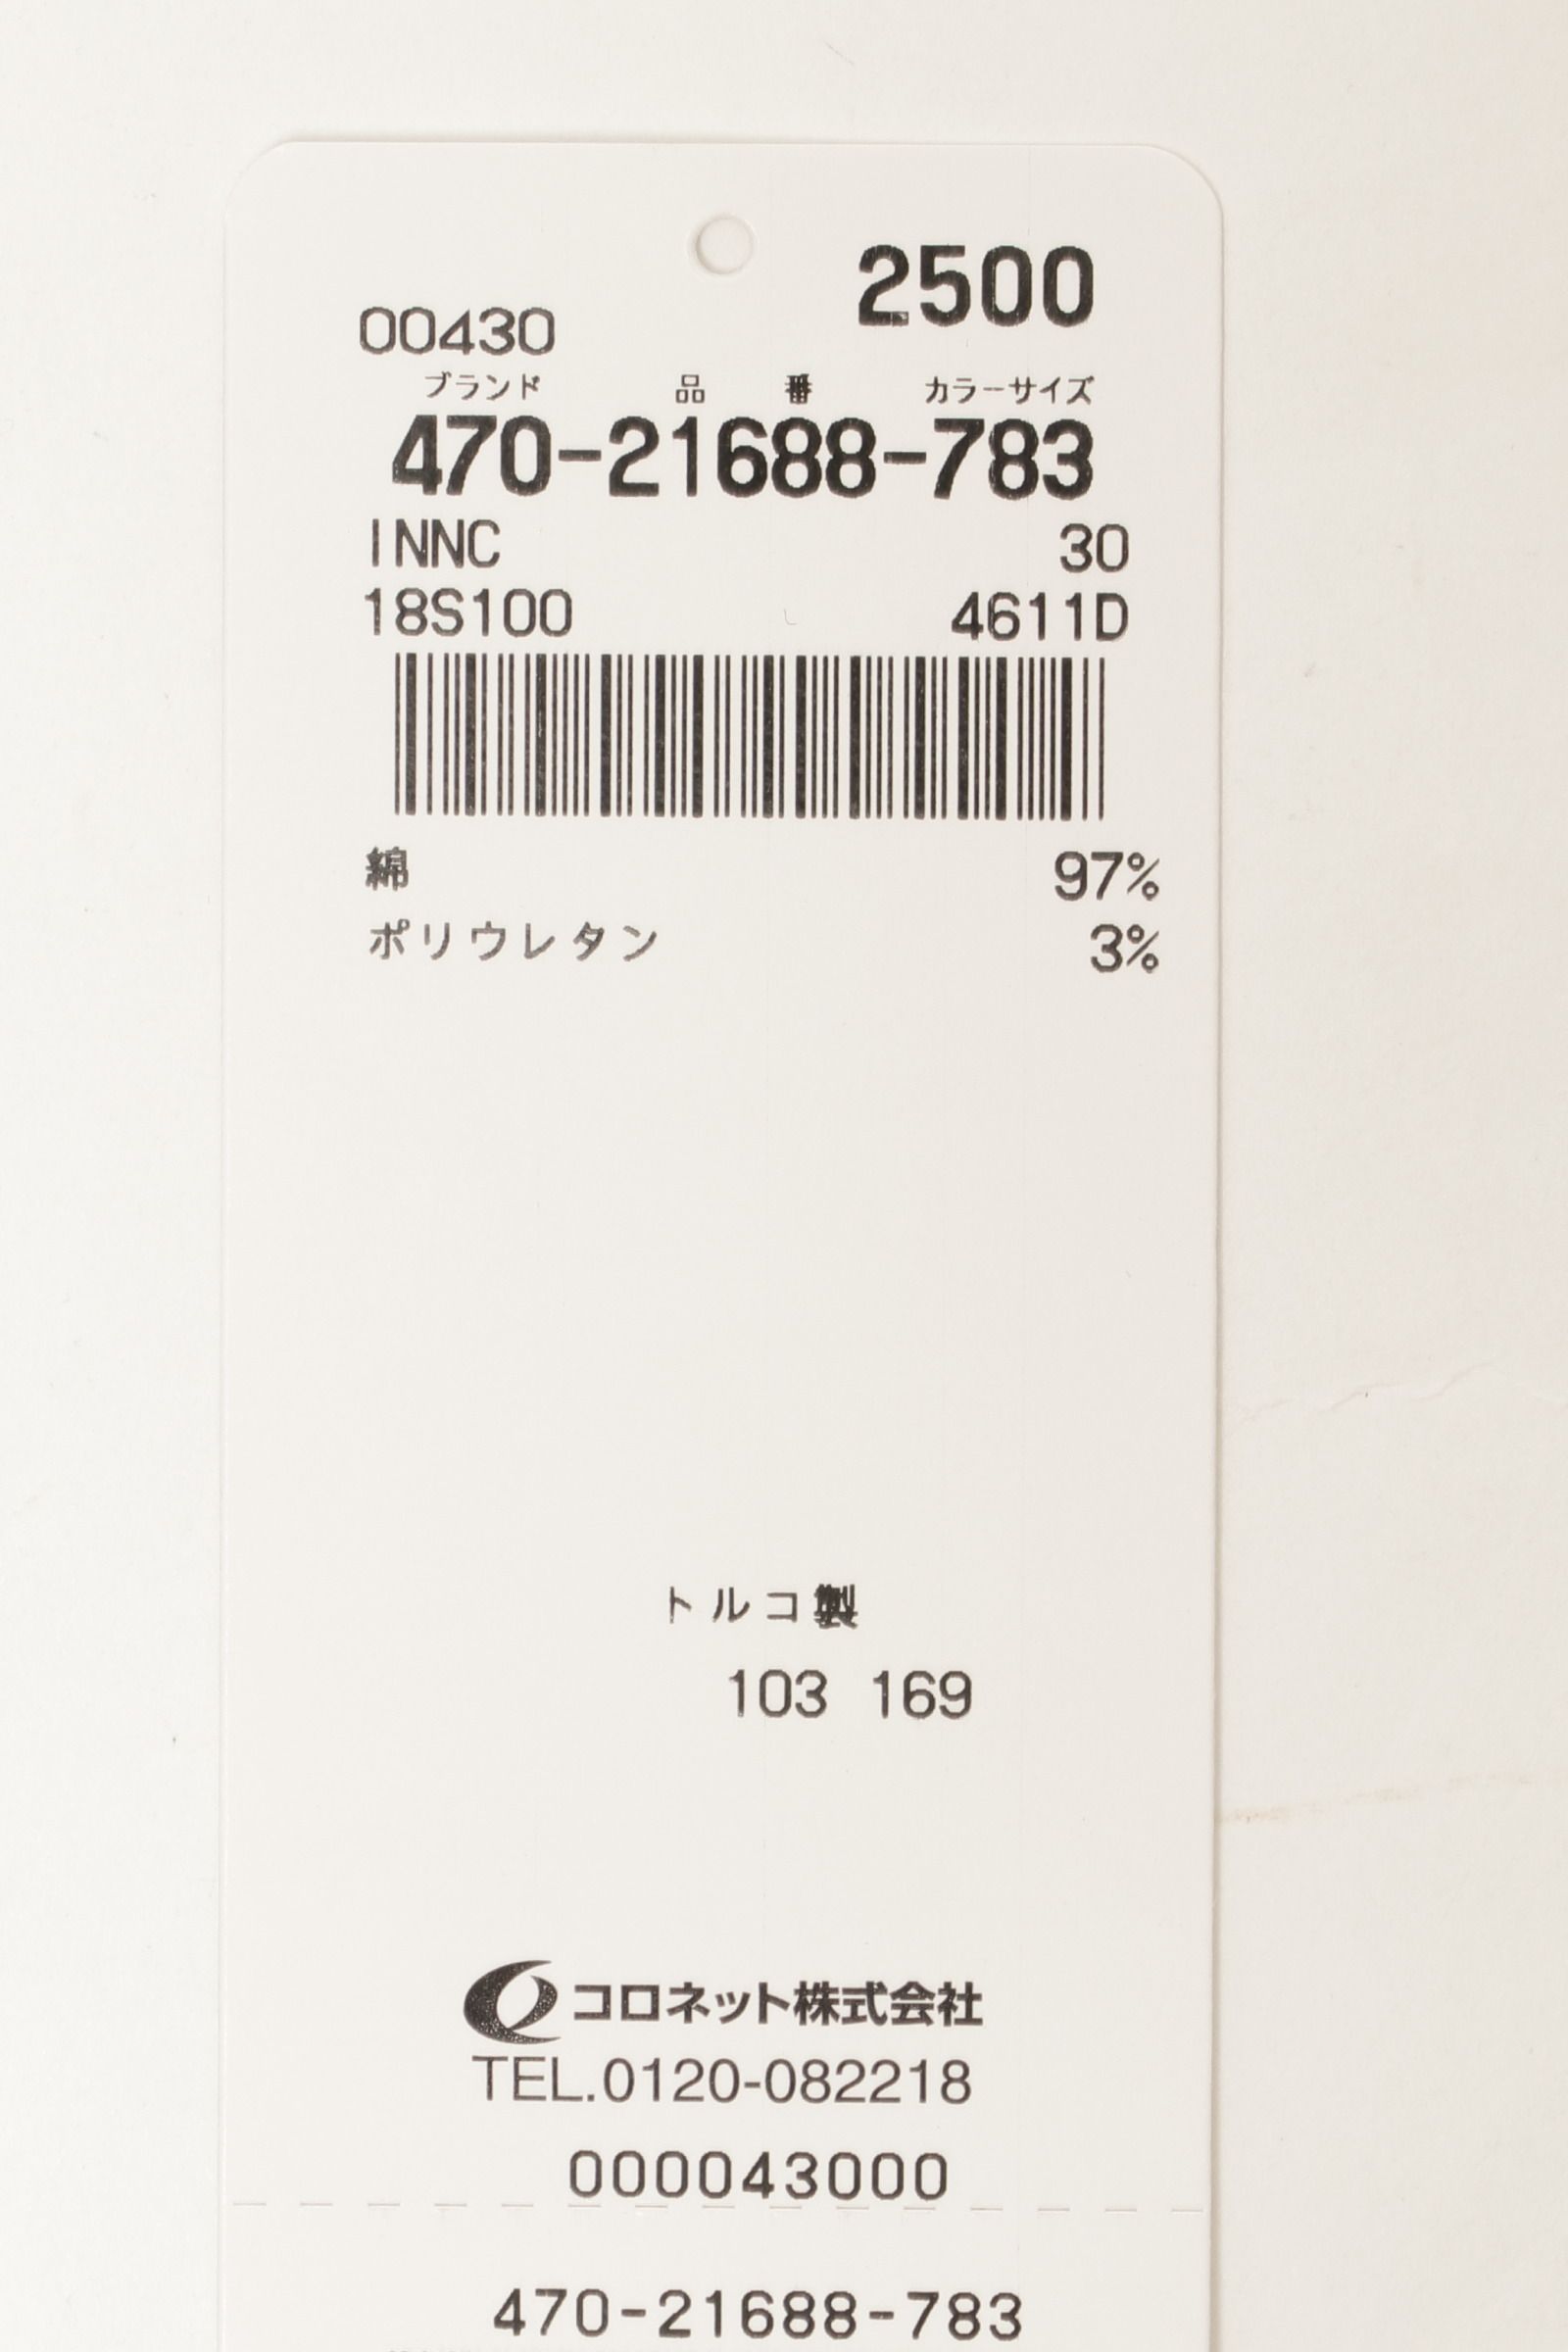 2500
00430
ブランド 品番 カラーサイズ
470-21688-783
INNC 30
18S100 4611D
綿 97%
ポリウレタン 3%
トルコ製
103 169
コロネット株式会社
TEL.0120-082218
000043000
470-21688-783